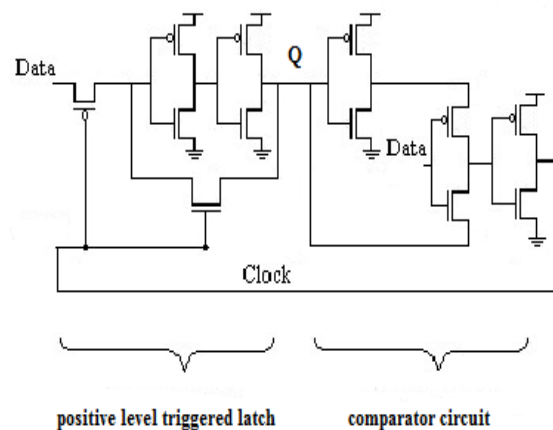 Data
Q
Data
Clock
positive level triggered latch
comparator circuit